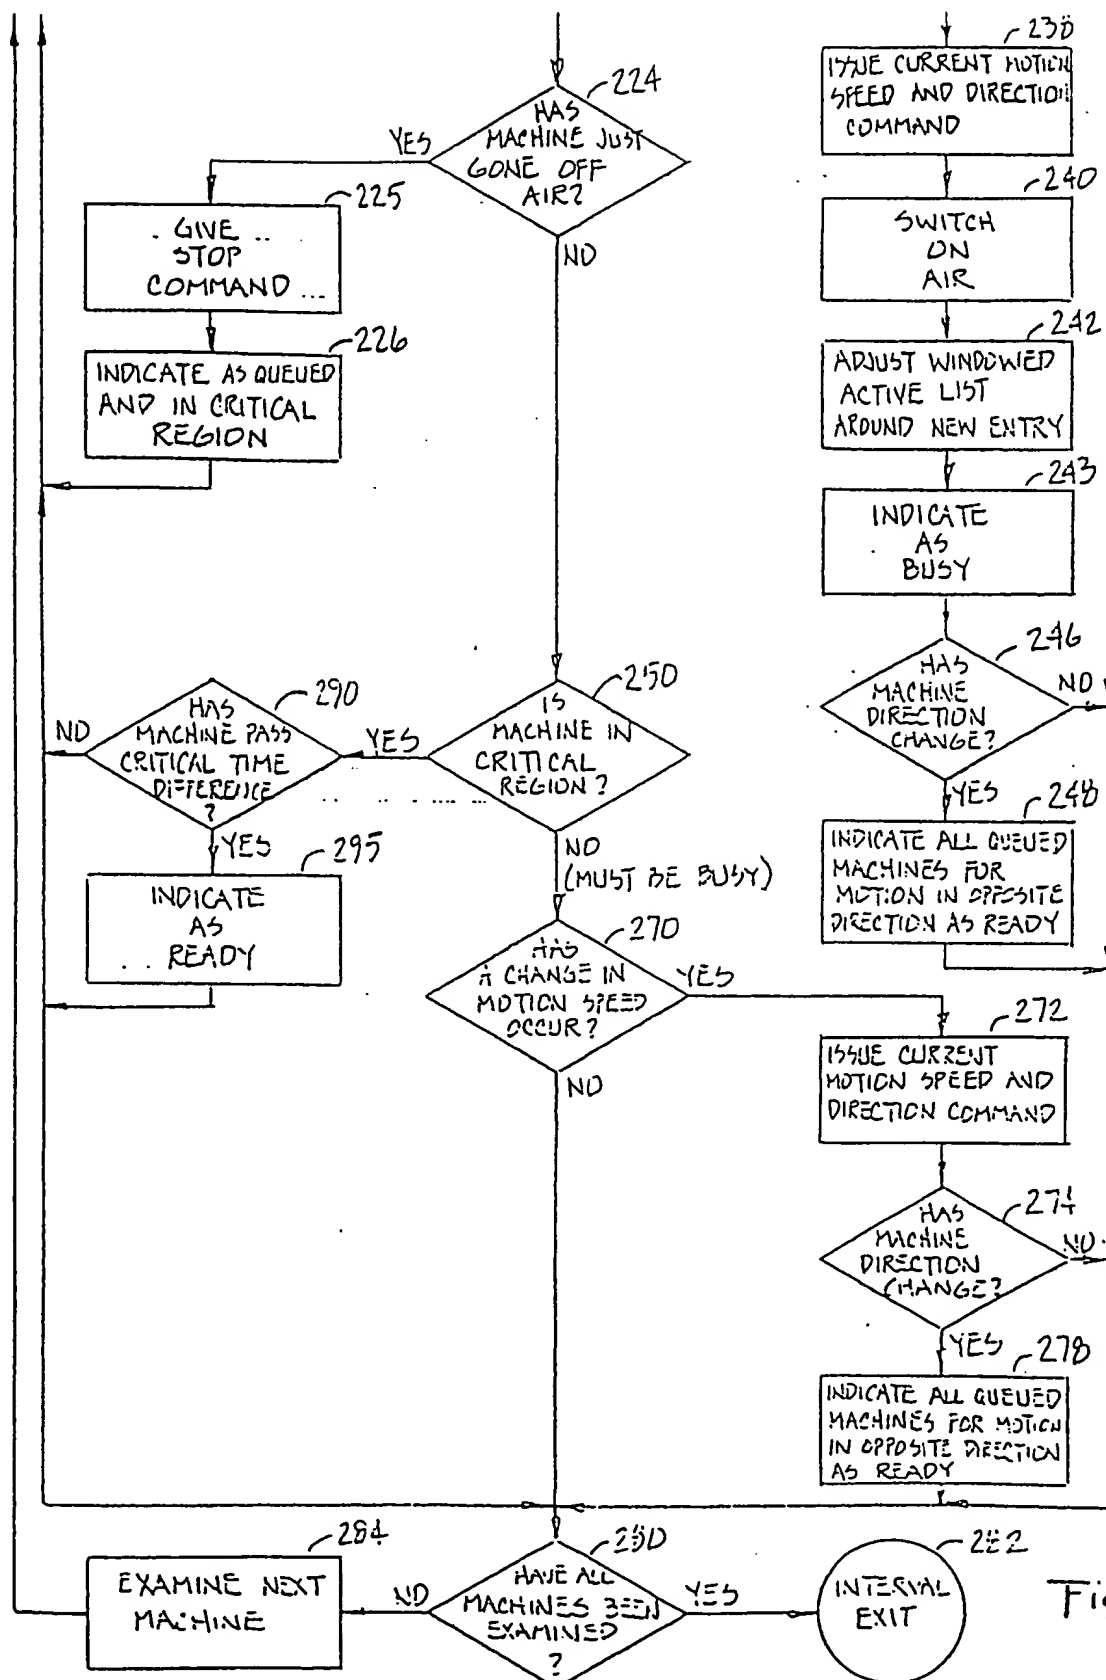 238
ISSUE CURRENT MOTION
SPEED AND DIRECTION
COMMAND
224
HAS
MACHINE JUST
GONE OFF
AIR?
YES
NO
225
GIVE
STOP
COMMAND
226
INDICATE AS QUEUED
AND IN CRITICAL
REGION
240
SWITCH
ON
AIR
242
ADJUST WINDOWED
ACTIVE LIST
AROUND NEW ENTRY
243
INDICATE
AS
BUSY
246
HAS
MACHINE
DIRECTION
CHANGE?
NO
YES
248
INDICATE ALL QUEUED
MACHINES FOR
MOTION IN OPPOSITE
DIRECTION AS READY
250
IS
MACHINE IN
CRITICAL
REGION?
YES
NO
(MUST BE BUSY)
290
HAS
MACHINE PASS
CRITICAL TIME
DIFFERENCE
?
NO
YES
295
INDICATE
AS
READY
270
HAS
A CHANGE IN
MOTION SPEED
OCCUR?
YES
NO
272
ISSUE CURRENT
MOTION SPEED AND
DIRECTION COMMAND
274
HAS
MACHINE
DIRECTION
CHANGE?
NO
YES
278
INDICATE ALL QUEUED
MACHINES FOR MOTION
IN OPPOSITE DIRECTION
AS READY
284
EXAMINE NEXT
MACHINE
280
HAVE ALL
MACHINES BEEN
EXAMINED
?
NO
YES
282
INTERVAL
EXIT